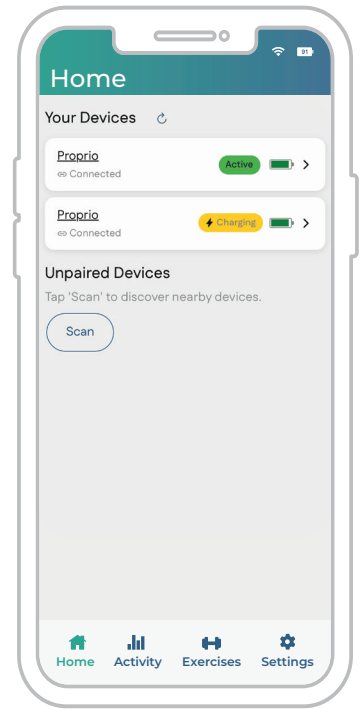 91
Home
Your Devices
Proprio
Active
Connected
Proprio
Charging
Connected
Unpaired Devices
Tap 'Scan' to discover nearby devices.
Scan
Home Activity Exercises Settings